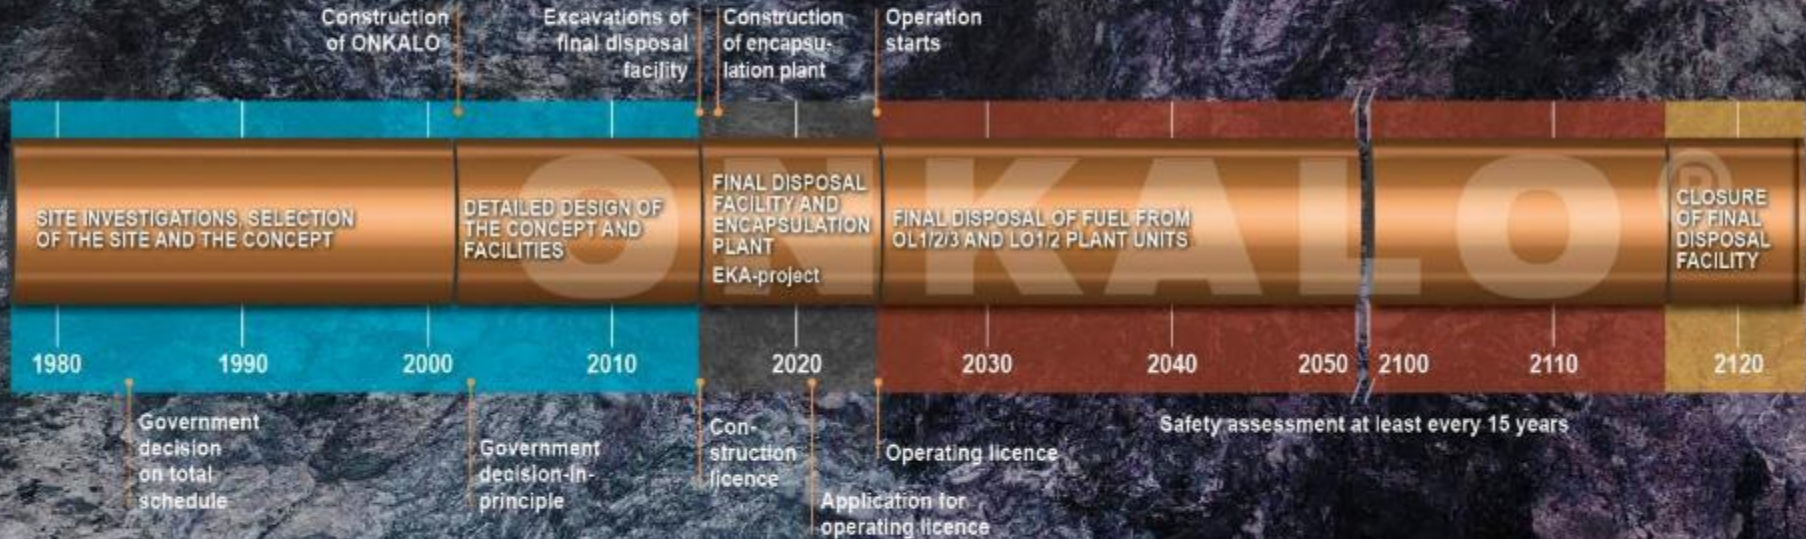 Construction
of ONKALO
Excavations of
final disposal
facility
Construction
of encapsu-
lation plant
Operation
starts
ONKALO®
SITE INVESTIGATIONS, SELECTION
OF THE SITE AND THE CONCEPT
DETAILED DESIGN OF
THE CONCEPT AND
FACILITIES
FINAL DISPOSAL
FACILITY AND
ENCAPSULATION
PLANT
EKA-project
FINAL DISPOSAL OF FUEL FROM
OL1/2/3 AND LO1/2 PLANT UNITS
CLOSURE
OF FINAL
DISPOSAL
FACILITY
1980 1990 2000 2010 2020 2030 2040 2050 2100 2110 2120
Government
decision
on total
schedule
Government
decision-in-
principle
Con-
struction
licence
Application for
operating licence
Operating licence
Safety assessment at least every 15 years